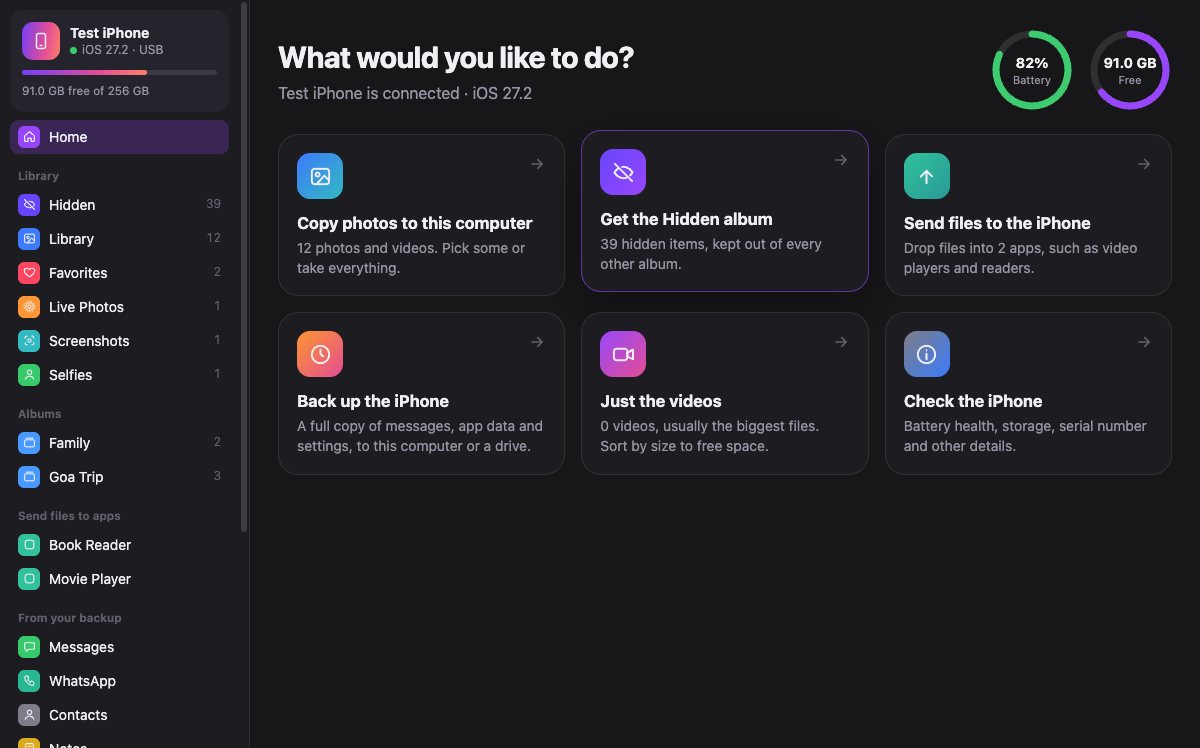 Test iPhone
iOS 27.2 · USB
91.0 GB free of 256 GB
Home
Library
Hidden 39
Library 12
Favorites 2
Live Photos 1
Screenshots 1
Selfies 1
Albums
Family 2
Goa Trip 3
Send files to apps
Book Reader
Movie Player
From your backup
Messages
WhatsApp
Contacts
Notes
What would you like to do?
Test iPhone is connected · iOS 27.2
82%
Battery
91.0 GB
Free
Copy photos to this computer
12 photos and videos. Pick some or
take everything.
Get the Hidden album
39 hidden items, kept out of every
other album.
Send files to the iPhone
Drop files into 2 apps, such as video
players and readers.
Back up the iPhone
A full copy of messages, app data and
settings, to this computer or a drive.
Just the videos
0 videos, usually the biggest files.
Sort by size to free space.
Check the iPhone
Battery health, storage, serial number
and other details.